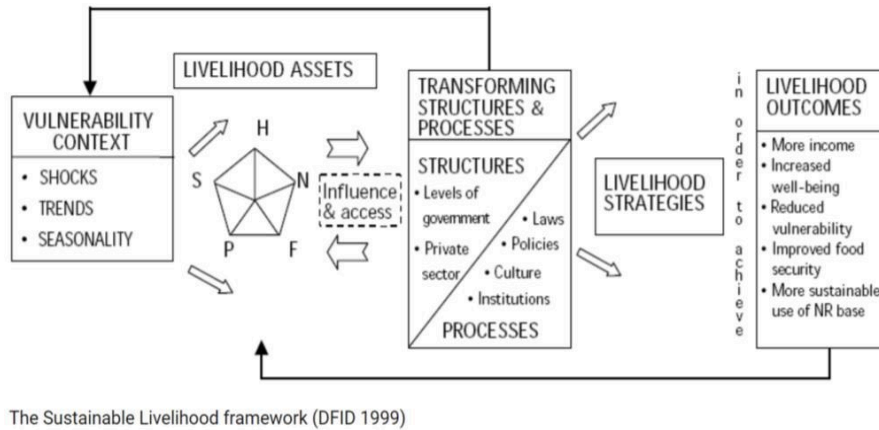 LIVELIHOOD ASSETS
VULNERABILITY
CONTEXT
• SHOCKS
• TRENDS
• SEASONALITY
H
S
N
P
F
Influence
& access
TRANSFORMING
STRUCTURES &
PROCESSES
STRUCTURES
• Levels of
government
• Private
sector
• Laws
• Policies
• Culture
• Institutions
PROCESSES
LIVELIHOOD
STRATEGIES
in order to achieve
LIVELIHOOD
OUTCOMES
• More income
• Increased
well-being
• Reduced
vulnerability
• Improved food
security
• More sustainable
use of NR base
The Sustainable Livelihood framework (DFID 1999)